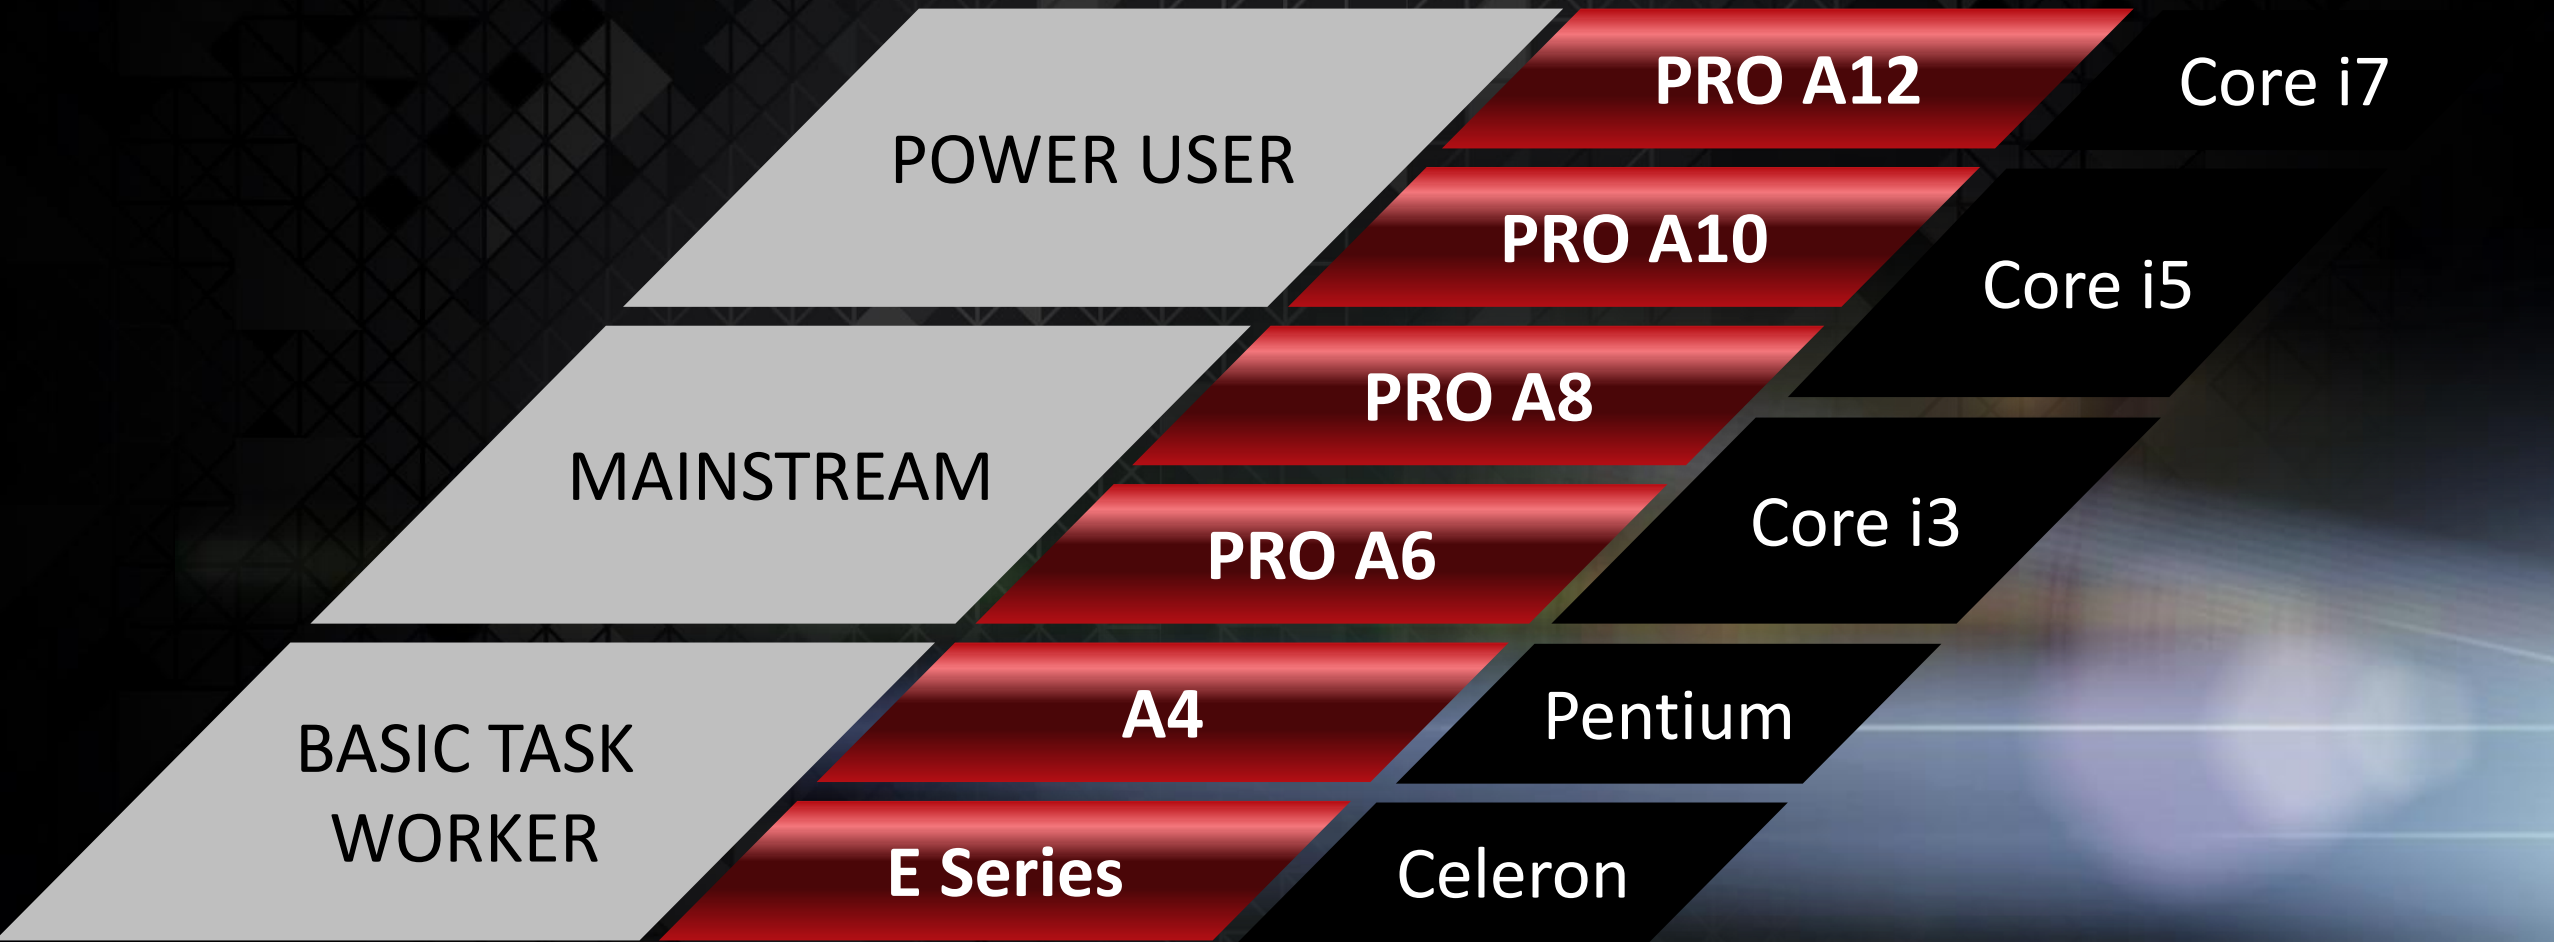 POWER USER
PRO A12
Core i7
PRO A10
Core i5
MAINSTREAM
PRO A8
PRO A6
Core i3
BASIC TASK
WORKER
A4
Pentium
E Series
Celeron